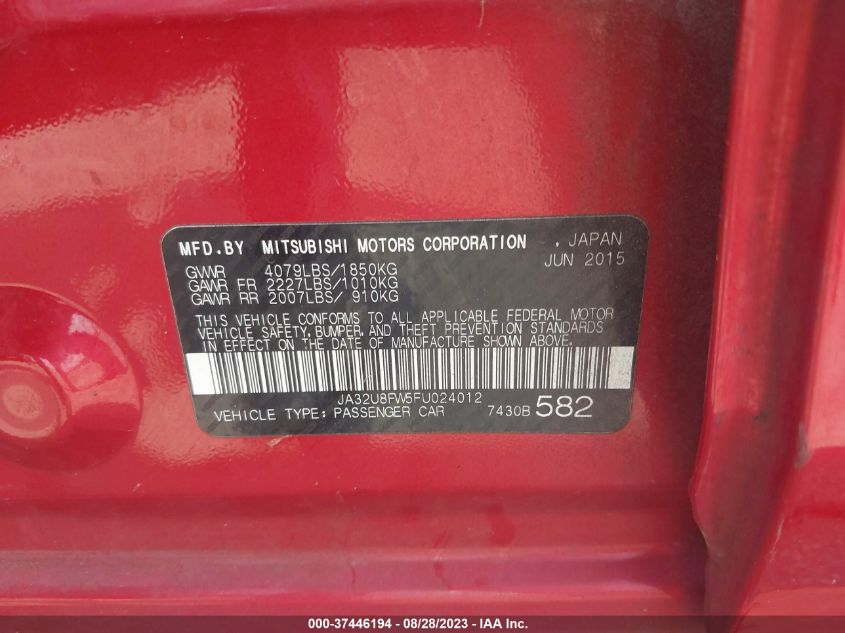 MFD.BY MITSUBISHI MOTORS CORPORATION . JAPAN
JUN 2015
GVWR 4079LBS/1850KG
GAWR FR 2227LBS/1010KG
GAWR RR 2007LBS/ 910KG
THIS VEHICLE CONFORMS TO ALL APPLICABLE FEDERAL MOTOR
VEHICLE SAFETY, BUMPER, AND THEFT PREVENTION STANDARDS
IN EFFECT ON THE DATE OF MANUFACTURE SHOWN ABOVE.
JA32U8FW5FU024012
VEHICLE TYPE: PASSENGER CAR 7430B 582
000-37446194 - 08/28/2023 - IAA Inc.